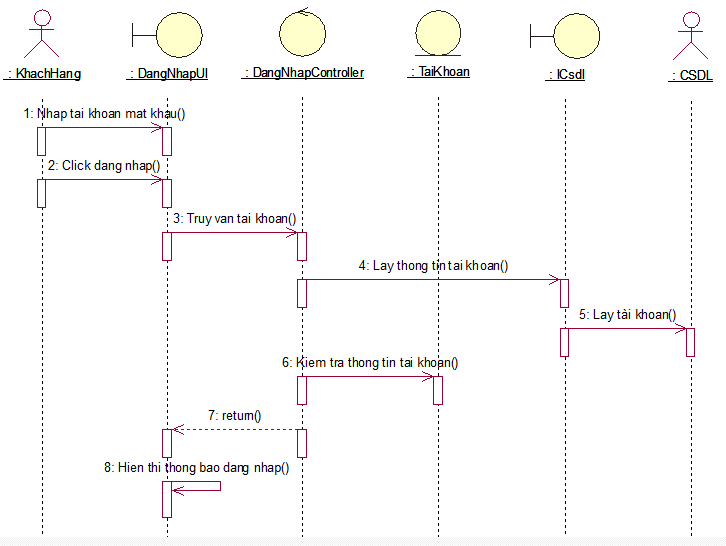 : KhachHang
: DangNhapUI
: DangNhapController
: TaiKhoan
: ICsdl
: CSDL
1: Nhap tai khoan mat khau()
2: Click dang nhap()
3: Truy van tai khoan()
4: Lay thong tin tai khoan()
5: Lay tài khoan()
6: Kiem tra thong tin tai khoan()
7: return()
8: Hien thi thong bao dang nhap()